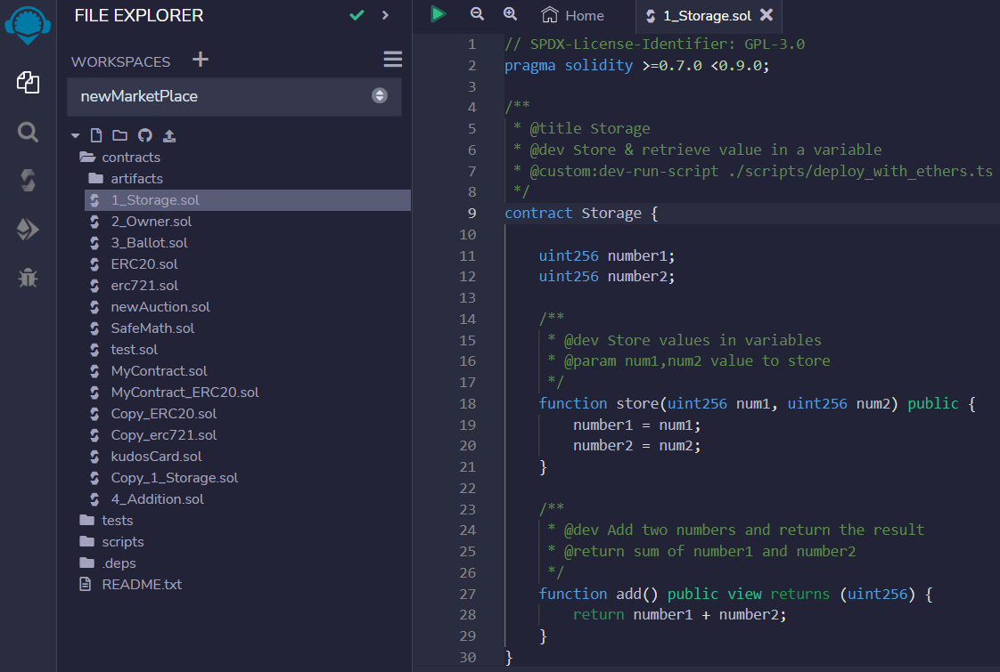 FILE EXPLORER
WORKSPACES
newMarketPlace
contracts
artifacts
1_Storage.sol
2_Owner.sol
3_Ballot.sol
ERC20.sol
erc721.sol
newAuction.sol
SafeMath.sol
test.sol
MyContract.sol
MyContract_ERC20.sol
Copy_ERC20.sol
Copy_erc721.sol
kudosCard.sol
Copy_1_Storage.sol
4_Addition.sol
tests
scripts
.deps
README.txt
Home
1_Storage.sol
1 // SPDX-License-Identifier: GPL-3.0
2 pragma solidity >=0.7.0 <0.9.0;
3
4 /**
5  * @title Storage
6  * @dev Store & retrieve value in a variable
7  * @custom:dev-run-script ./scripts/deploy_with_ethers.ts
8  */
9 contract Storage {
10
11     uint256 number1;
12     uint256 number2;
13
14     /**
15      * @dev Store values in variables
16      * @param num1,num2 value to store
17      */
18     function store(uint256 num1, uint256 num2) public {
19         number1 = num1;
20         number2 = num2;
21     }
22
23     /**
24      * @dev Add two numbers and return the result
25      * @return sum of number1 and number2
26      */
27     function add() public view returns (uint256) {
28         return number1 + number2;
29     }
30 }